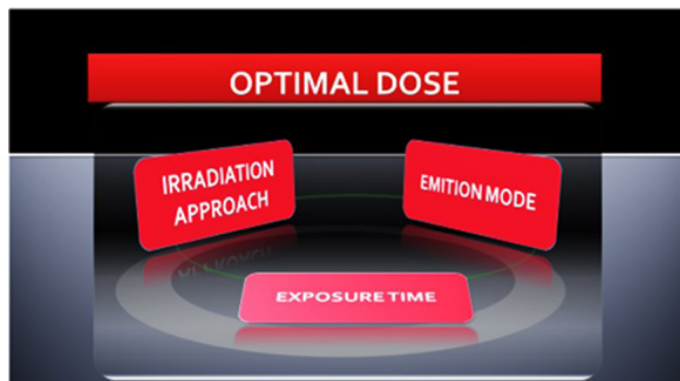 OPTIMAL DOSE
IRRADIATION
APPROACH
EMITION MODE
EXPOSURE TIME